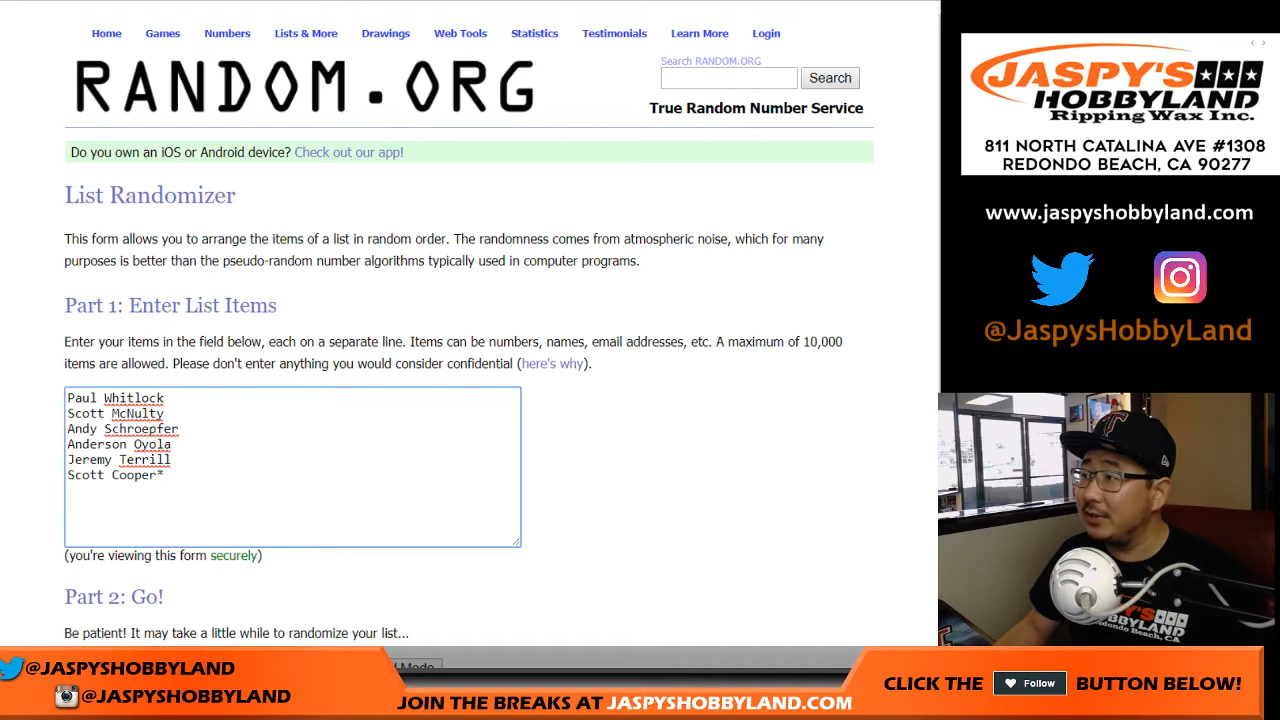 Home Games Numbers Lists & More Drawings Web Tools Statistics Testimonials Learn More Login
RANDOM.ORG
Search RANDOM.ORG
Search
True Random Number Service
Do you own an iOS or Android device? Check out our app!
List Randomizer
This form allows you to arrange the items of a list in random order. The randomness comes from atmospheric noise, which for many
purposes is better than the pseudo-random number algorithms typically used in computer programs.
Part 1: Enter List Items
Enter your items in the field below, each on a separate line. Items can be numbers, names, email addresses, etc. A maximum of 10,000
items are allowed. Please don't enter anything you would consider confidential (here's why).
Paul Whitlock
Scott McNulty
Andy Schroepfer
Anderson Oyola
Jeremy Terrill
Scott Cooper*
(you're viewing this form securely)
Part 2: Go!
Be patient! It may take a little while to randomize your list...
JASPY'S
HOBBYLAND
Ripping Wax Inc.
811 NORTH CATALINA AVE #1308
REDONDO BEACH, CA 90277
www.jaspyshobbyland.com
@JaspysHobbyLand
JASPY'S
HOBBYLAND
Redondo Beach, CA
@JASPYSHOBBYLAND
@JASPYSHOBBYLAND
JOIN THE BREAKS AT JASPYSHOBBYLAND.COM
CLICK THE Follow BUTTON BELOW!